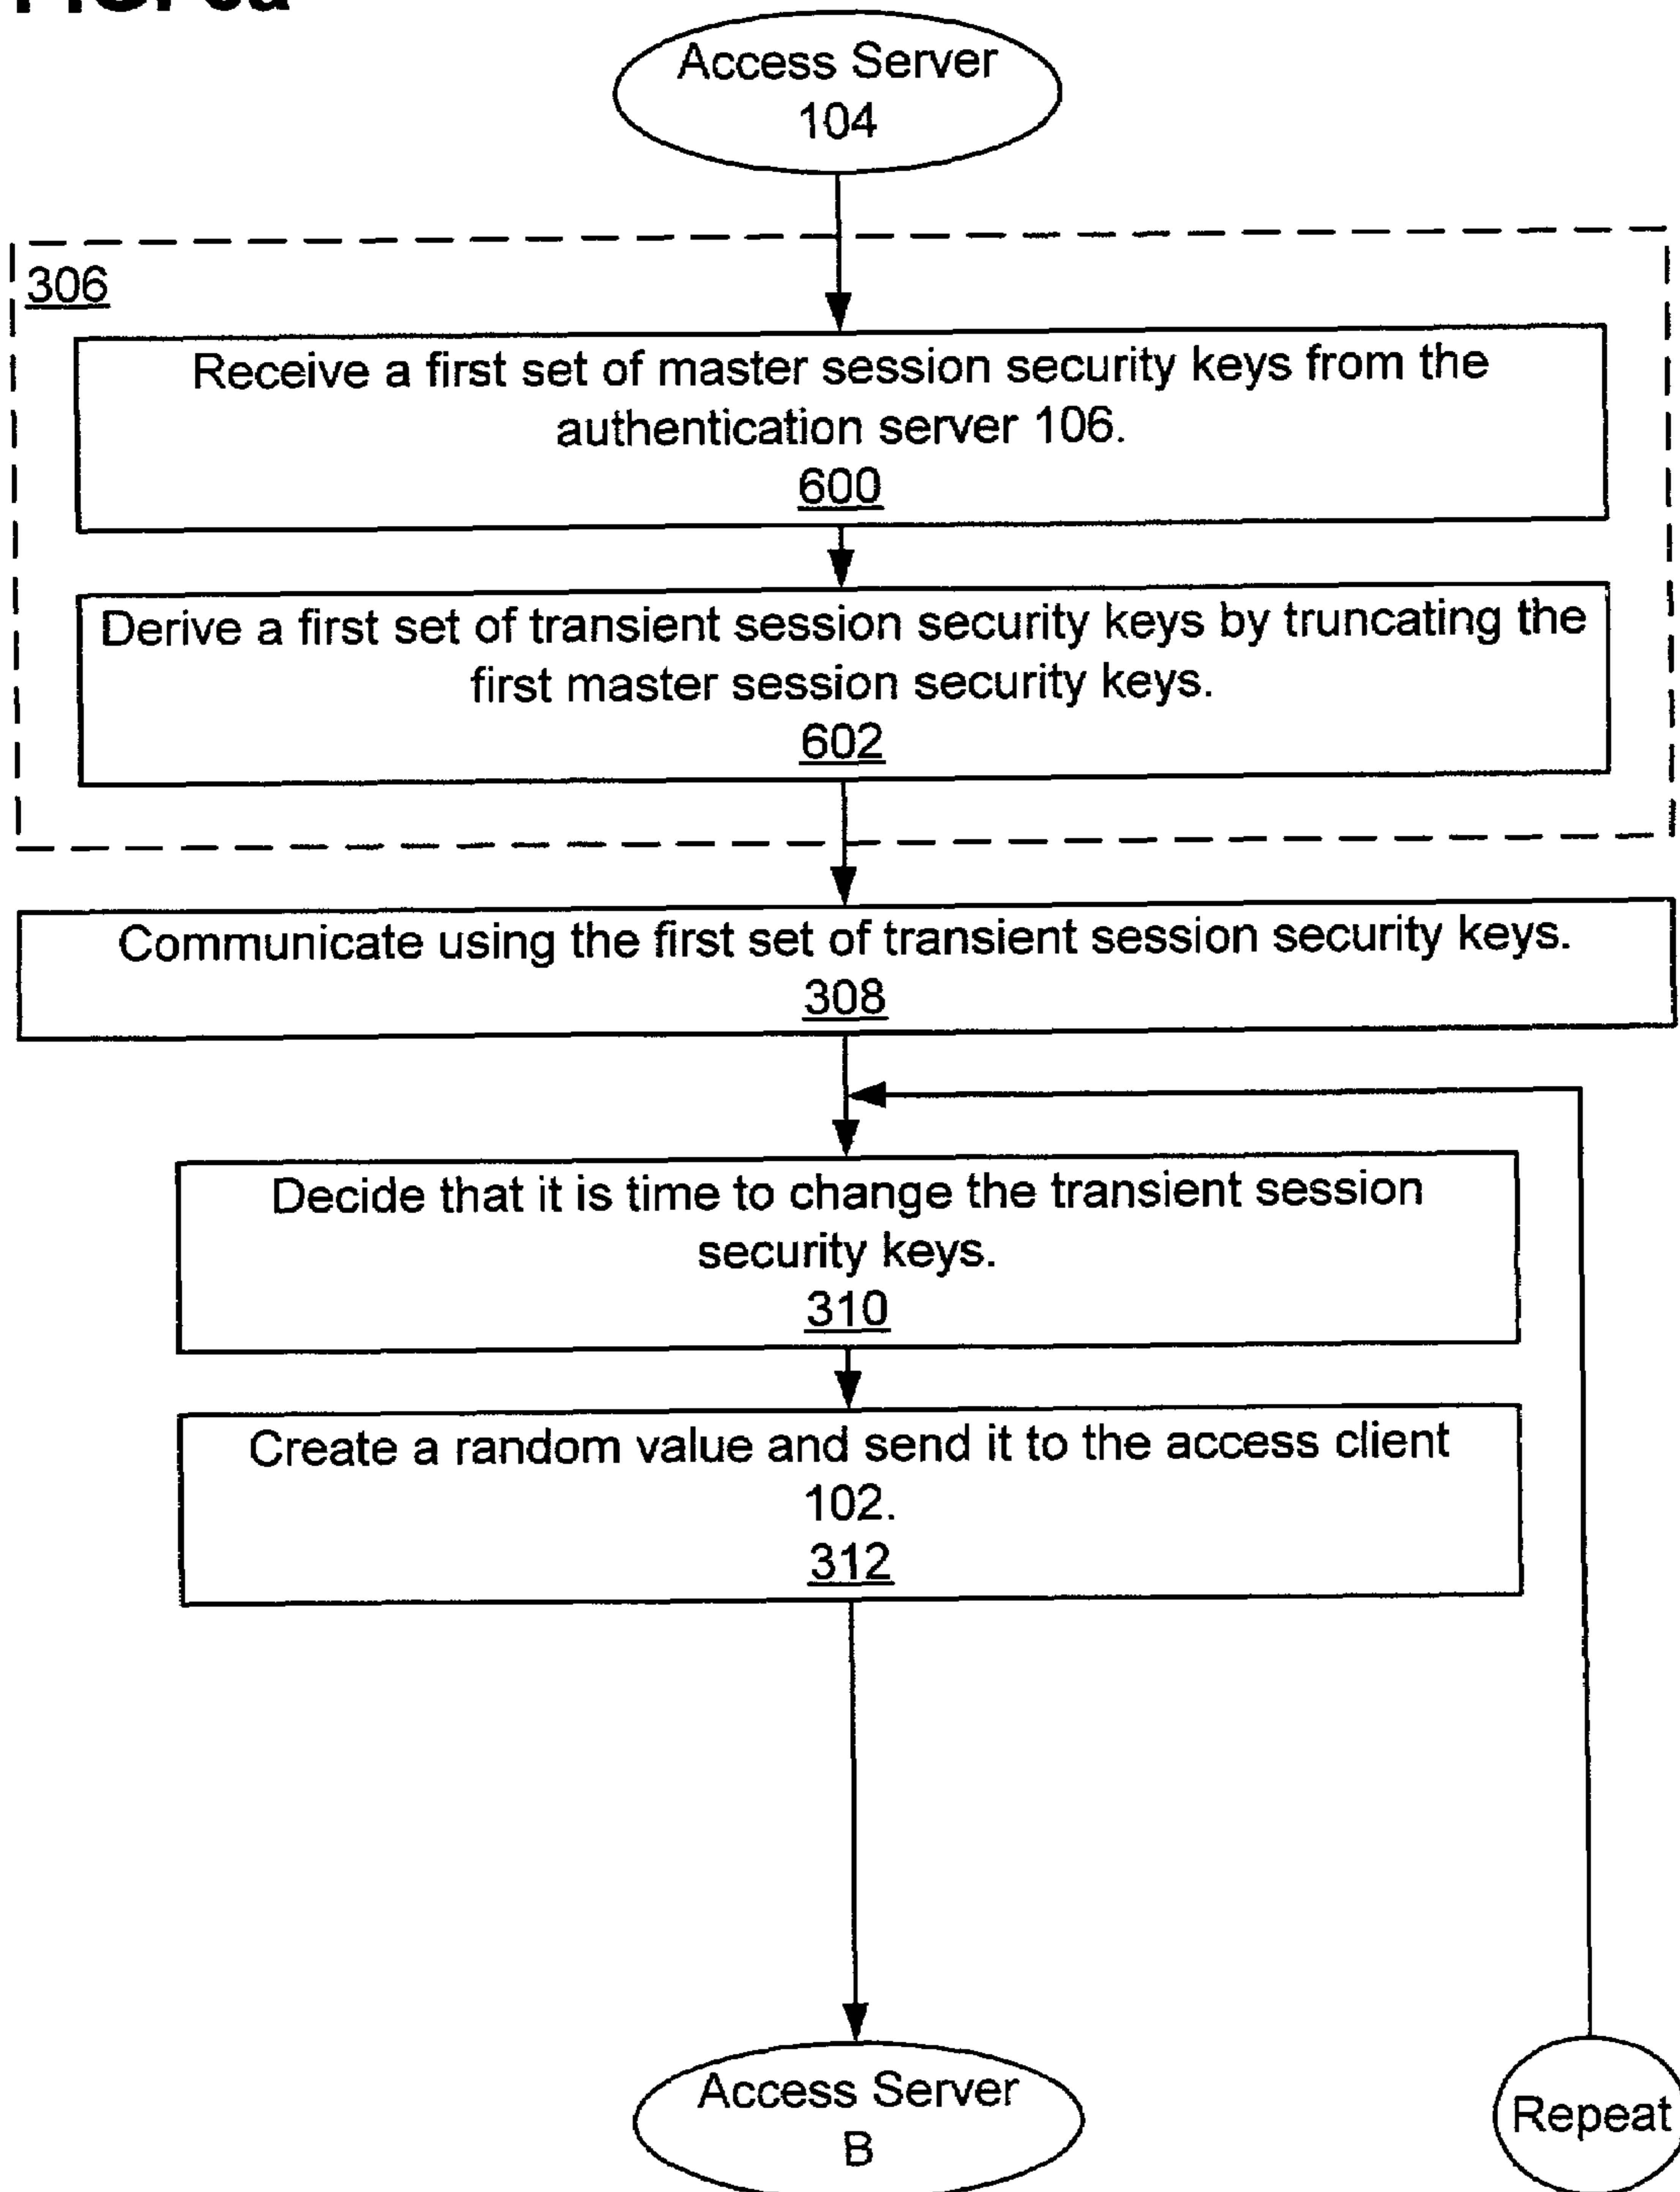 Access Server
104
306
Receive a first set of master session security keys from the
authentication server 106.
600
Derive a first set of transient session security keys by truncating the
first master session security keys.
602
Communicate using the first set of transient session security keys.
308
Decide that it is time to change the transient session
security keys.
310
Create a random value and send it to the access client
102.
312
Access Server
B
Repeat